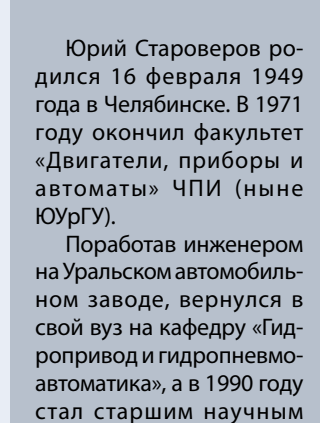 Юрий Староверов ро-
дился 16 февраля 1949
года в Челябинске. В 1971
году окончил факультет
«Двигатели, приборы и
автоматы» ЧПИ (ныне
ЮУрГУ).
Поработав инженером
на Уральском автомобиль-
ном заводе, вернулся в
свой вуз на кафедру «Гид-
ропривод и гидропневмо-
автоматика», а в 1990 году
стал старшим научным